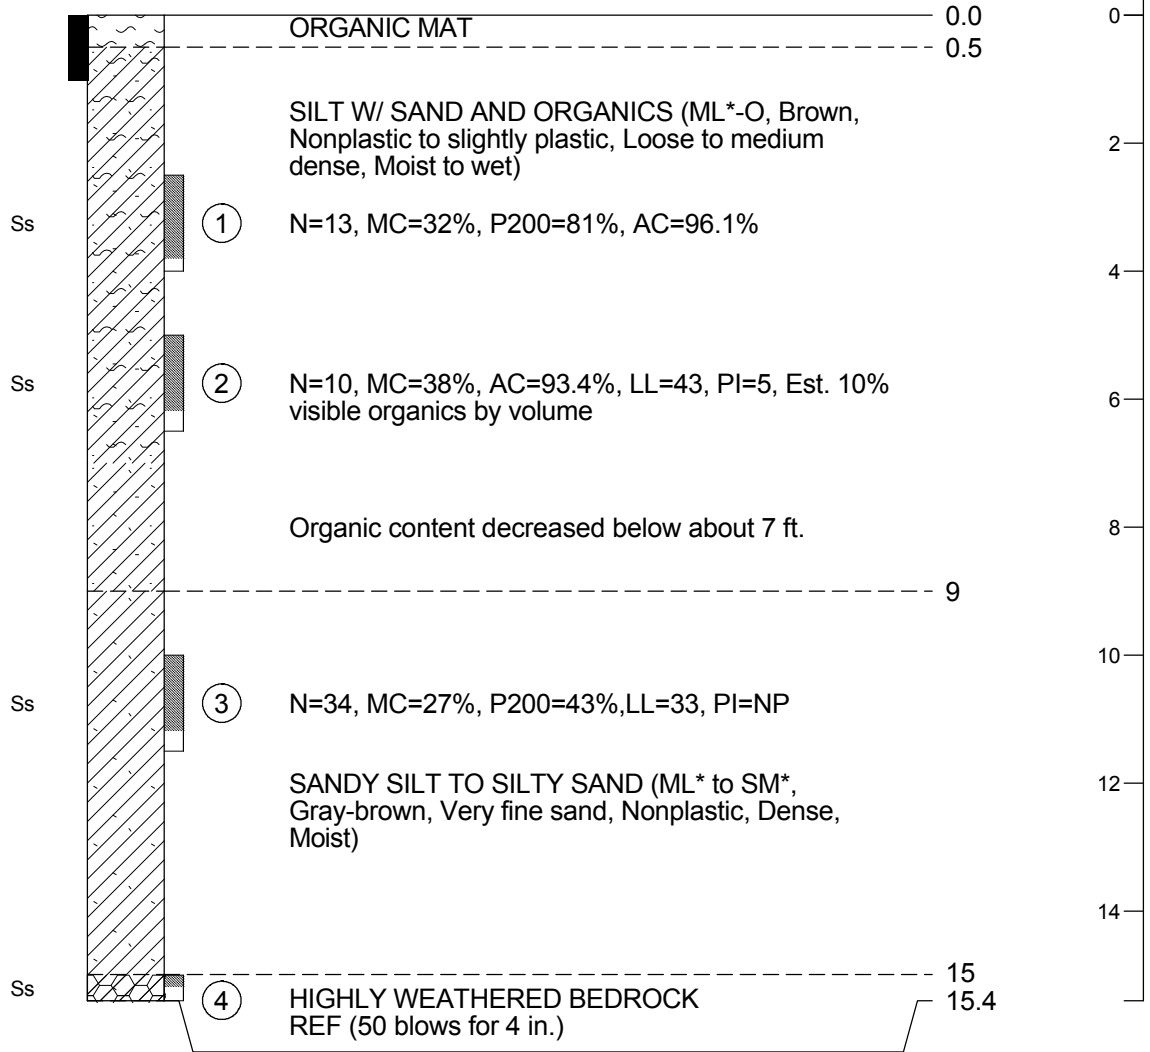 0.0
0
ORGANIC MAT
0.5
SILT W/ SAND AND ORGANICS (ML*-O, Brown,
Nonplastic to slightly plastic, Loose to medium
dense, Moist to wet)
2
Ss
1
N=13, MC=32%, P200=81%, AC=96.1%
4
Ss
2
N=10, MC=38%, AC=93.4%, LL=43, PI=5, Est. 10%
visible organics by volume
6
Organic content decreased below about 7 ft.
8
9
10
Ss
3
N=34, MC=27%, P200=43%,LL=33, PI=NP
SANDY SILT TO SILTY SAND (ML* to SM*,
Gray-brown, Very fine sand, Nonplastic, Dense,
Moist)
12
14
15
Ss
4
HIGHLY WEATHERED BEDROCK
15.4
REF (50 blows for 4 in.)